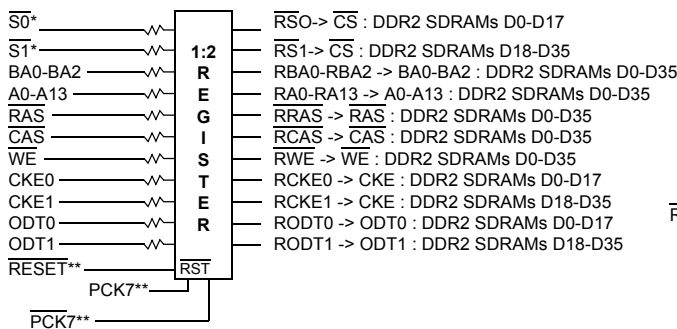 S0* RSO-> CS : DDR2 SDRAMs D0-D17
S1* 1:2 RS1-> CS : DDR2 SDRAMs D18-D35
BA0-BA2 R RBA0-RBA2 -> BA0-BA2 : DDR2 SDRAMs D0-D35
A0-A13 E RA0-RA13 -> A0-A13 : DDR2 SDRAMs D0-D35
RAS G RRAS -> RAS : DDR2 SDRAMs D0-D35
CAS I RCAS -> CAS : DDR2 SDRAMs D0-D35
WE S RWE -> WE : DDR2 SDRAMs D0-D35
CKE0 T RCKE0 -> CKE : DDR2 SDRAMs D0-D17
CKE1 E RCKE1 -> CKE : DDR2 SDRAMs D18-D35
ODT0 R RODT0 -> ODT0 : DDR2 SDRAMs D0-D17
ODT1 RODT1 -> ODT1 : DDR2 SDRAMs D18-D35
RESET** RST
PCK7**
PCK7**